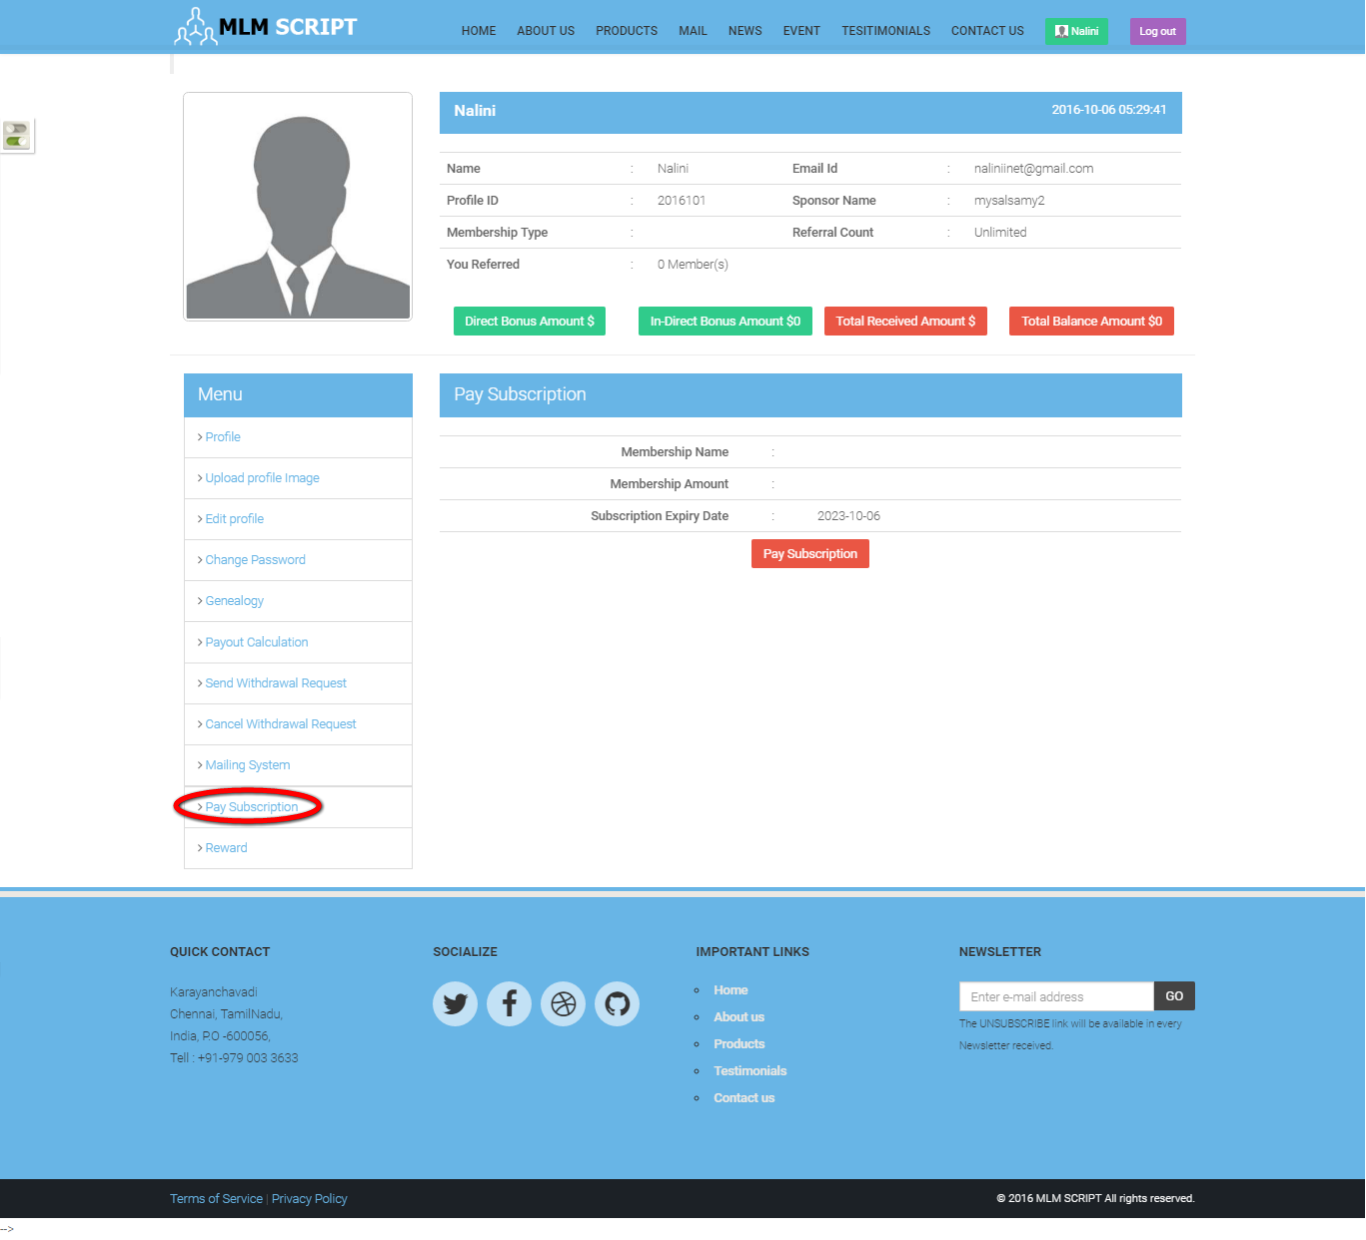 MLM SCRIPT
HOME ABOUT US PRODUCTS MAIL NEWS EVENT TESITIMONIALS CONTACT US Nalini Log out
Nalini 2016-10-06 05:29:41
Name : Nalini Email Id : naliniinet@gmail.com
Profile ID : 2016101 Sponsor Name : mysalsamy2
Membership Type : Referral Count : Unlimited
You Referred : 0 Member(s)
Direct Bonus Amount $ In-Direct Bonus Amount $0 Total Received Amount $ Total Balance Amount $0
Menu
> Profile
> Upload profile Image
> Edit profile
> Change Password
> Genealogy
> Payout Calculation
> Send Withdrawal Request
> Cancel Withdrawal Request
> Mailing System
> Pay Subscription
> Reward
Pay Subscription
Membership Name :
Membership Amount :
Subscription Expiry Date : 2023-10-06
Pay Subscription
QUICK CONTACT
Karayanchavadi
Chennai, TamilNadu,
India, P.O -600056,
Tell : +91-979 003 3633
SOCIALIZE
IMPORTANT LINKS
Home
About us
Products
Testimonials
Contact us
NEWSLETTER
Enter e-mail address GO
The UNSUBSCRIBE link will be available in every
Newsletter received.
Terms of Service | Privacy Policy © 2016 MLM SCRIPT All rights reserved.
-->